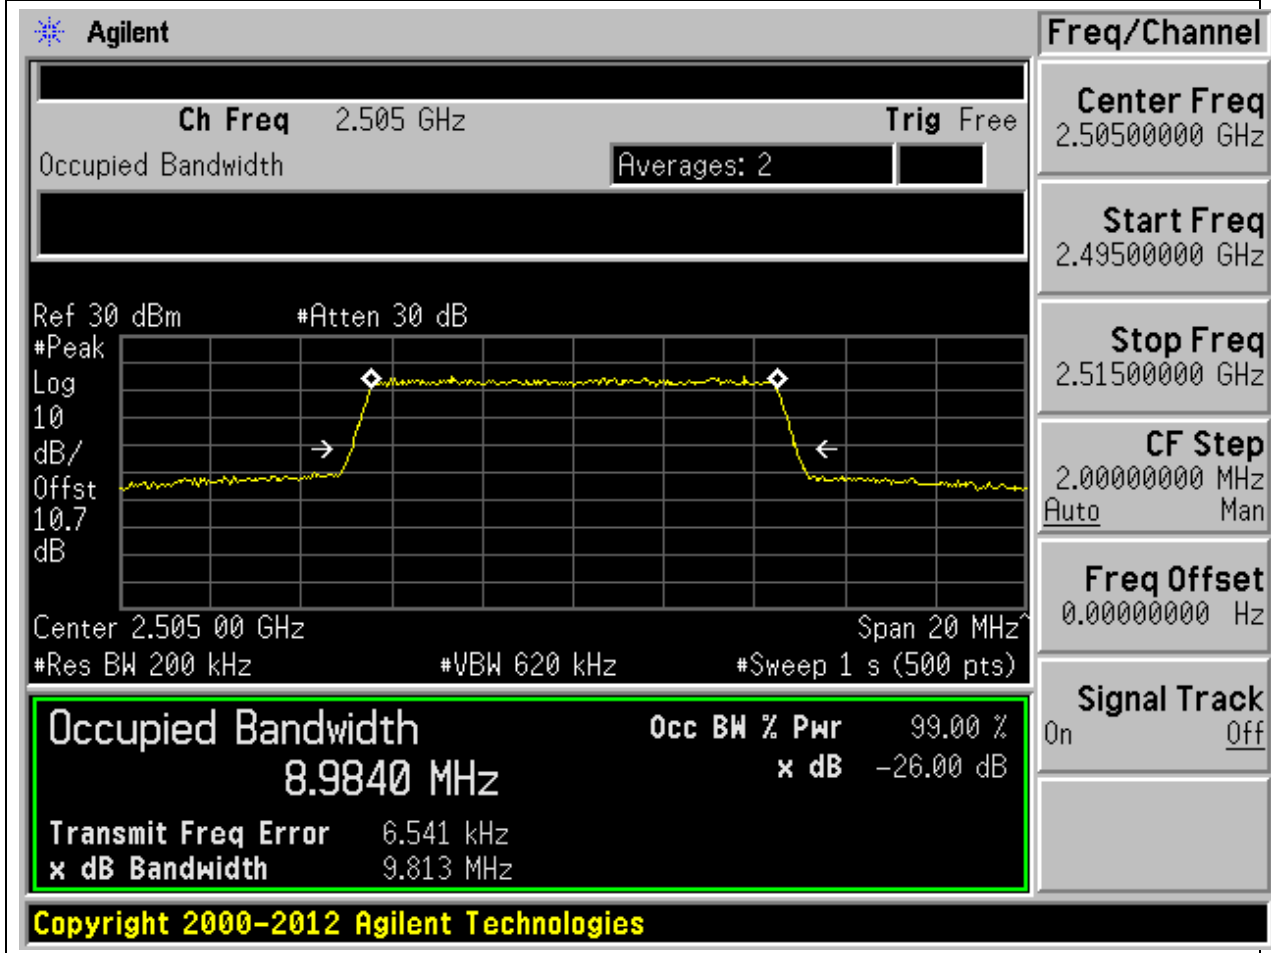 Agilent
Freq/Channel
Ch Freq 2.505 GHz Trig Free
Occupied Bandwidth Averages: 2
Center Freq
2.50500000 GHz
Start Freq
2.49500000 GHz
Stop Freq
2.51500000 GHz
CF Step
2.00000000 MHz
Auto Man
Freq Offset
0.00000000 Hz
Signal Track
On Off
Ref 30 dBm #Atten 30 dB
#Peak
Log
10
dB/
Offst
10.7
dB
Center 2.505 00 GHz Span 20 MHz^
#Res BW 200 kHz #VBW 620 kHz #Sweep 1 s (500 pts)
Occupied Bandwidth
8.9840 MHz
Occ BW % Pwr 99.00 %
x dB -26.00 dB
Transmit Freq Error 6.541 kHz
x dB Bandwidth 9.813 MHz
Copyright 2000-2012 Agilent Technologies